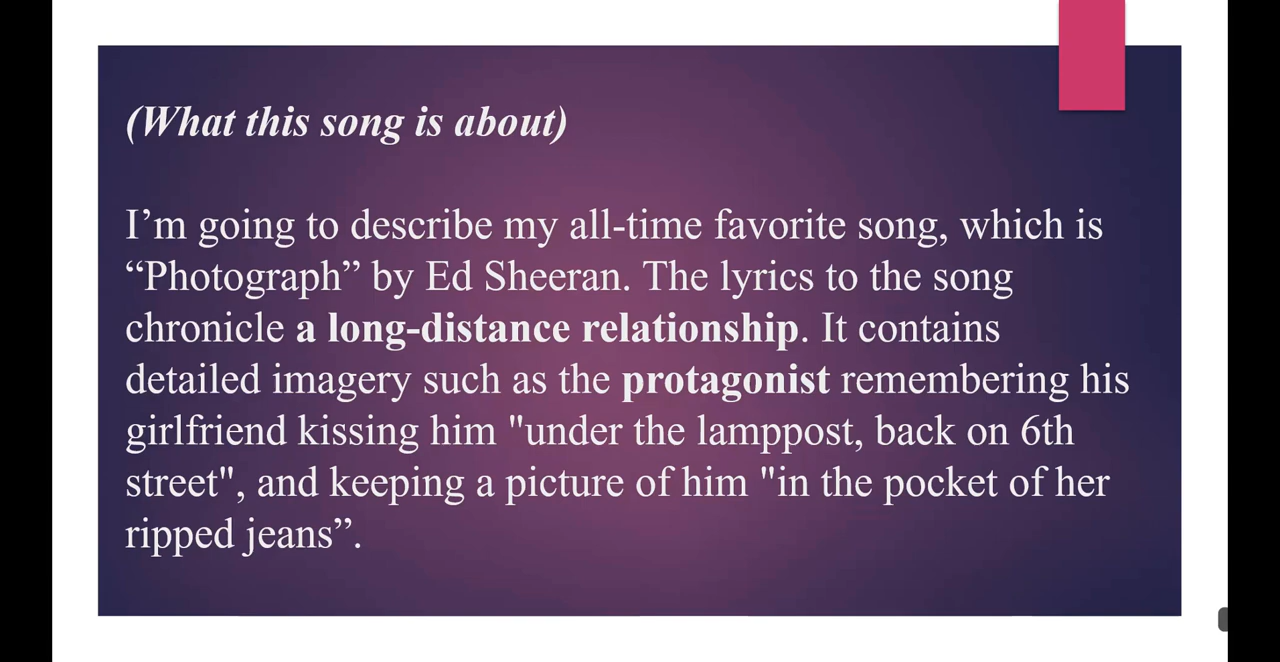 (What this song is about)
I’m going to describe my all-time favorite song, which is
“Photograph” by Ed Sheeran. The lyrics to the song
chronicle a long-distance relationship. It contains
detailed imagery such as the protagonist remembering his
girlfriend kissing him "under the lamppost, back on 6th
street", and keeping a picture of him "in the pocket of her
ripped jeans”.